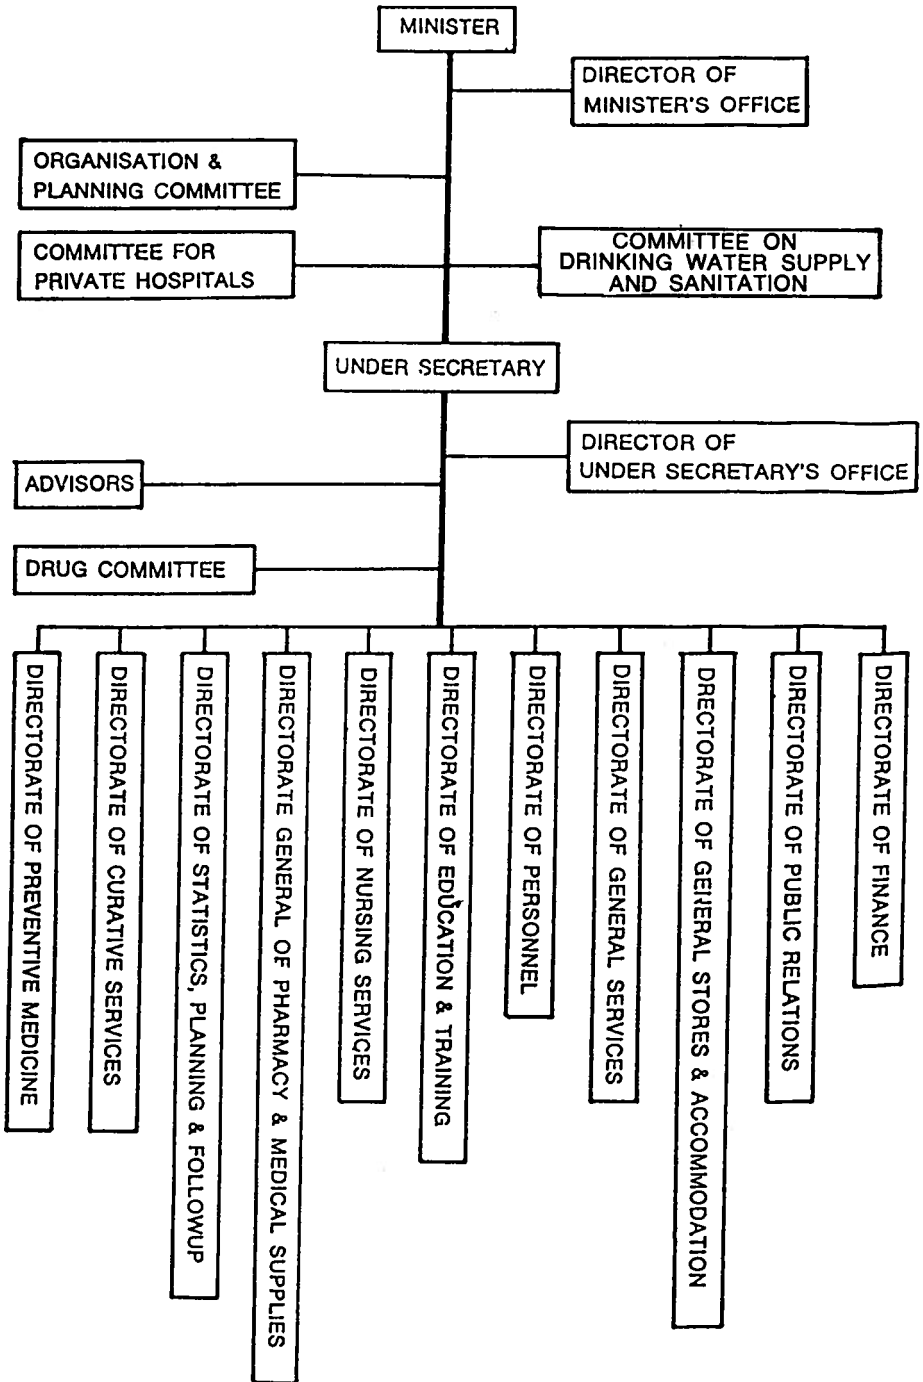 MINISTER
DIRECTOR OF
MINISTER'S OFFICE
ORGANISATION &
PLANNING COMMITTEE
COMMITTEE FOR
PRIVATE HOSPITALS
COMMITTEE ON
DRINKING WATER SUPPLY
AND SANITATION
UNDER SECRETARY
DIRECTOR OF
UNDER SECRETARY'S OFFICE
ADVISORS
DRUG COMMITTEE
DIRECTORATE OF PREVENTIVE MEDICINE
DIRECTORATE OF CURATIVE SERVICES
DIRECTORATE OF STATISTICS, PLANNING & FOLLOWUP
DIRECTORATE GENERAL OF PHARMACY & MEDICAL SUPPLIES
DIRECTORATE OF NURSING SERVICES
DIRECTORATE OF EDUCATION & TRAINING
DIRECTORATE OF PERSONNEL
DIRECTORATE OF GENERAL SERVICES
DRECTORATE OF GENERAL STORES & ACCOMMODATION
DIRECTORATE OF PUBLIC RELATIONS
DIRECTORATE OF FINANCE